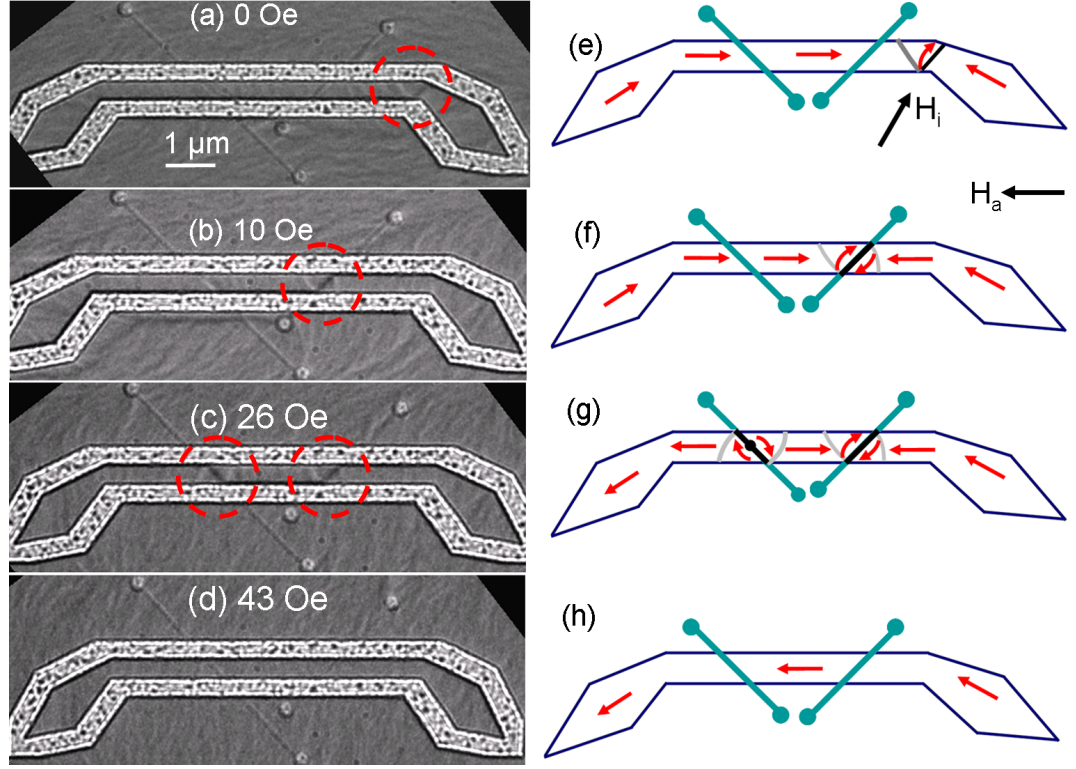 (a) 0 Oe
1 μm
(b) 10 Oe
(c) 26 Oe
(d) 43 Oe
(e)
Hi
Ha
(f)
(g)
(h)